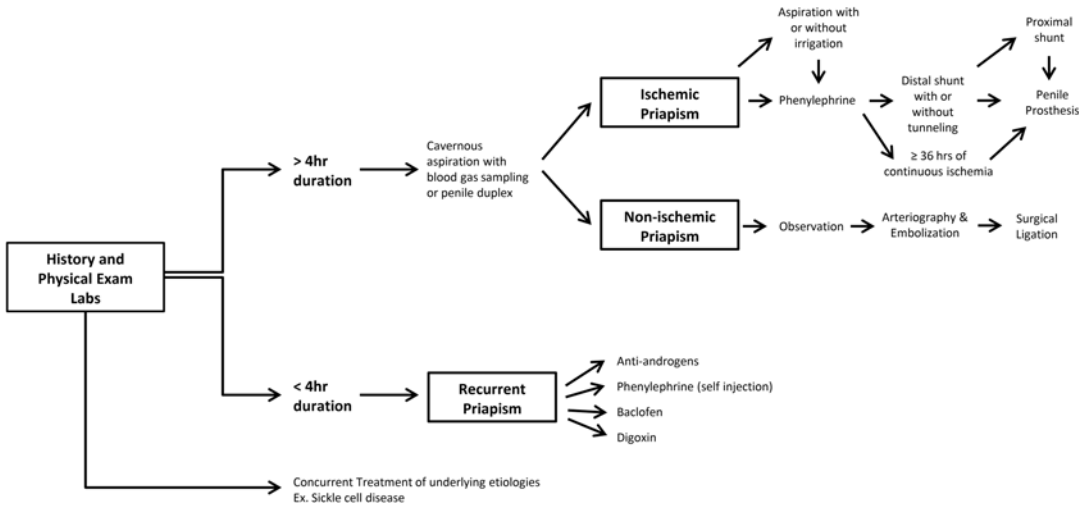 History and
Physical Exam
Labs
> 4hr
duration
Cavernous
aspiration with
blood gas sampling
or penile duplex
Ischemic
Priapism
Aspiration with
or without
irrigation
Phenylephrine
Distal shunt
with or
without
tunneling
≥ 36 hrs of
continuous ischemia
Proximal
shunt
Penile
Prosthesis
Non-ischemic
Priapism
Observation
Arteriography &
Embolization
Surgical
Ligation
< 4hr
duration
Recurrent
Priapism
Anti-androgens
Phenylephrine (self injection)
Baclofen
Digoxin
Concurrent Treatment of underlying etiologies
Ex. Sickle cell disease